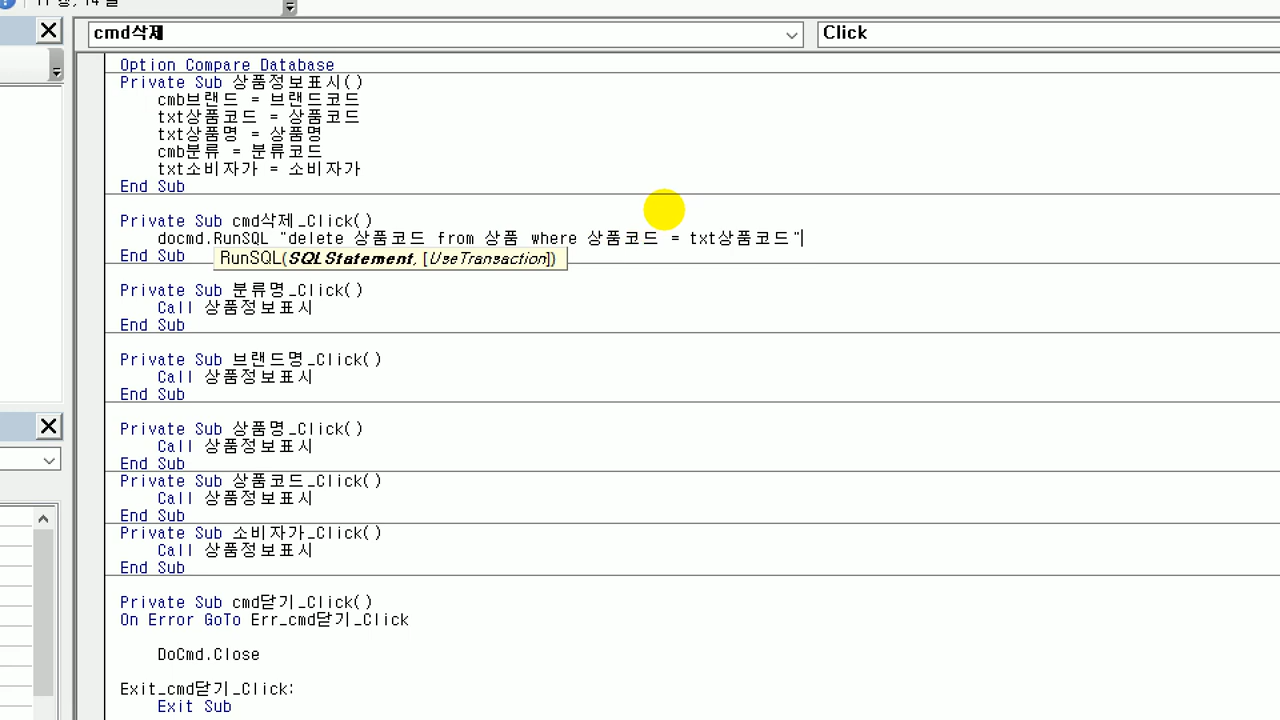 cmd삭제
Click
Option Compare Database
Private Sub 상품정보표시()
cmb브랜드 = 브랜드코드
txt상품코드 = 상품코드
txt상품명 = 상품명
cmb분류 = 분류코드
txt소비자가 = 소비자가
End Sub
Private Sub cmd삭제_Click()
docmd.RunSQL "delete 상품코드 from 상품 where 상품코드 = txt상품코드"
End Sub
RunSQL(SQLStatement, [UseTransaction])
Private Sub 분류명_Click()
Call 상품정보표시
End Sub
Private Sub 브랜드명_Click()
Call 상품정보표시
End Sub
Private Sub 상품명_Click()
Call 상품정보표시
End Sub
Private Sub 상품코드_Click()
Call 상품정보표시
End Sub
Private Sub 소비자가_Click()
Call 상품정보표시
End Sub
Private Sub cmd닫기_Click()
On Error GoTo Err_cmd닫기_Click
DoCmd.Close
Exit_cmd닫기_Click:
Exit Sub